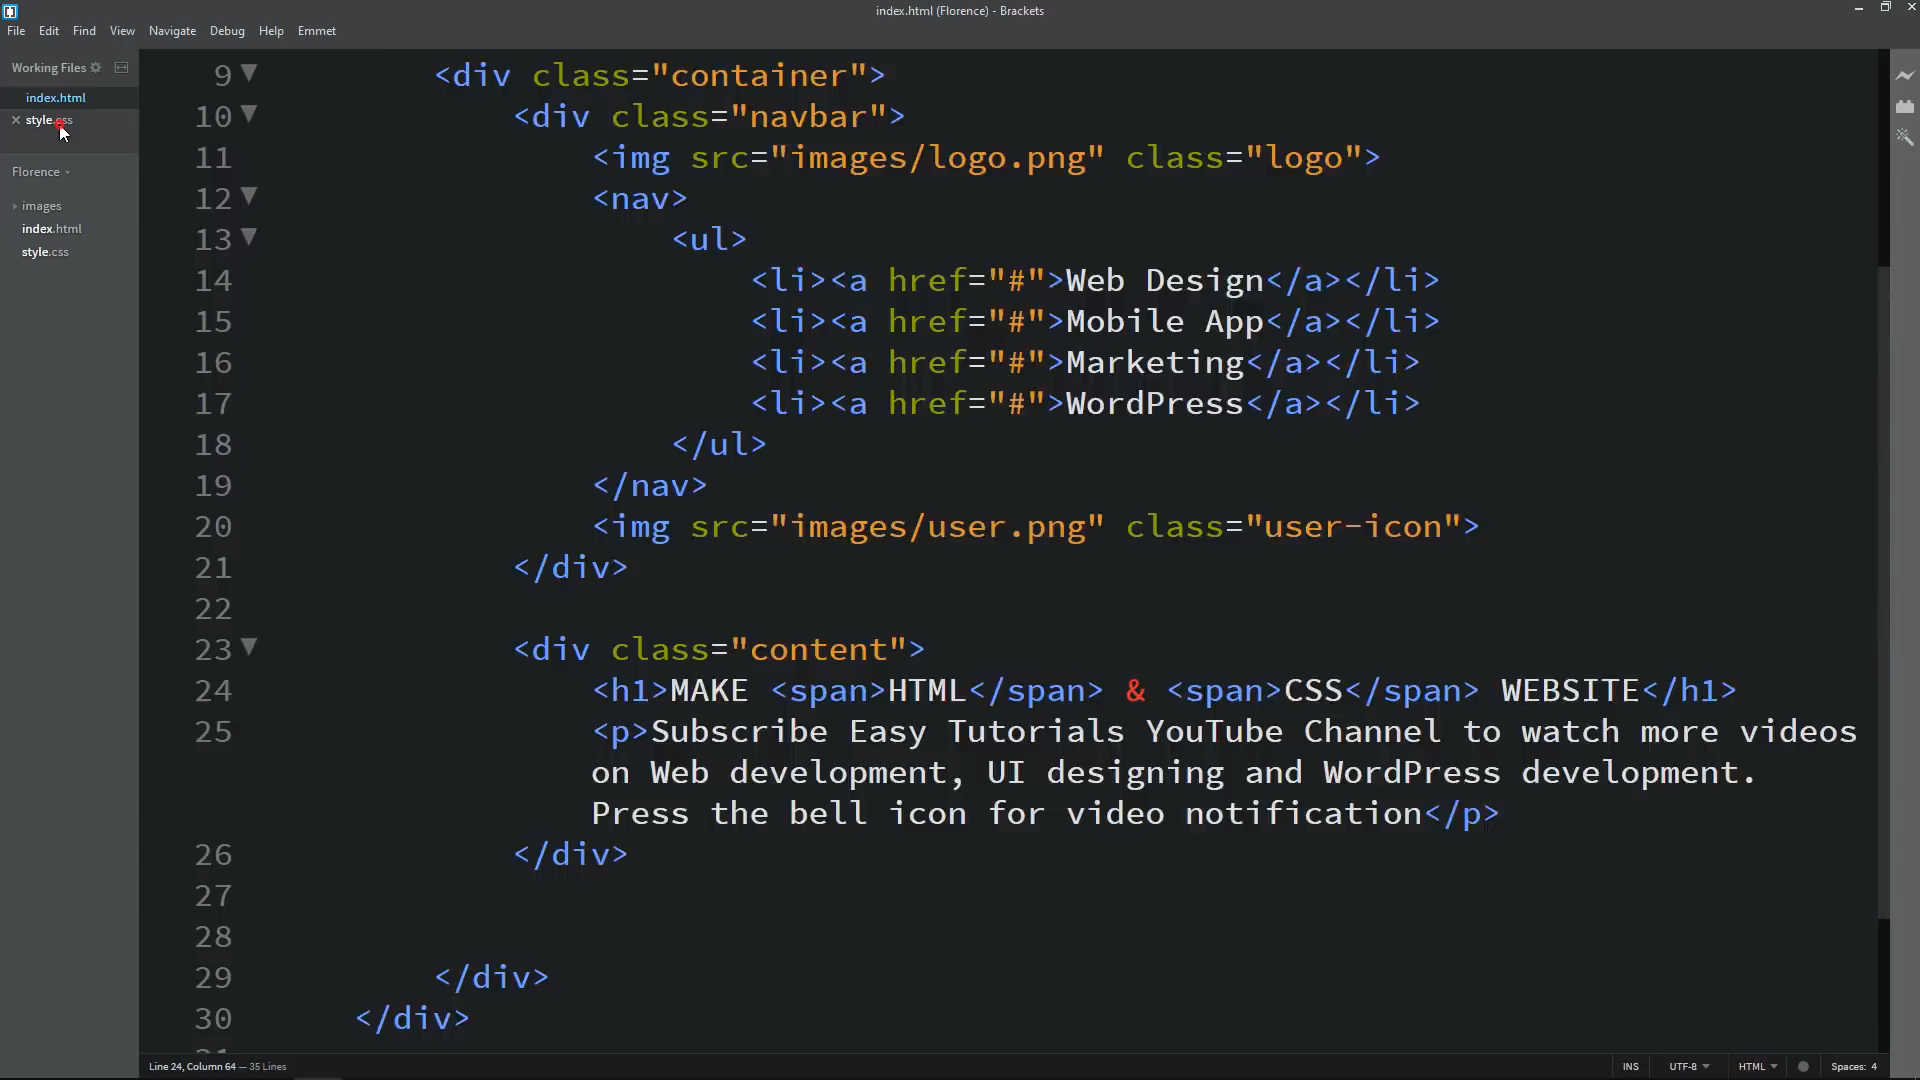 index.html (Florence) - Brackets
File Edit Find View Navigate Debug Help Emmet
Working Files
index.html
style.css
Florence
images
index.html
style.css
9 <div class="container">
10 <div class="navbar">
11 <img src="images/logo.png" class="logo">
12 <nav>
13 <ul>
14 <li><a href="#">Web Design</a></li>
15 <li><a href="#">Mobile App</a></li>
16 <li><a href="#">Marketing</a></li>
17 <li><a href="#">WordPress</a></li>
18 </ul>
19 </nav>
20 <img src="images/user.png" class="user-icon">
21 </div>
22
23 <div class="content">
24 <h1>MAKE <span>HTML</span> & <span>CSS</span> WEBSITE</h1>
25 <p>Subscribe Easy Tutorials YouTube Channel to watch more videos
on Web development, UI designing and WordPress development.
Press the bell icon for video notification</p>
26 </div>
27
28
29 </div>
30 </div>
Line 24, Column 64 — 35 Lines
INS UTF-8 HTML Spaces: 4